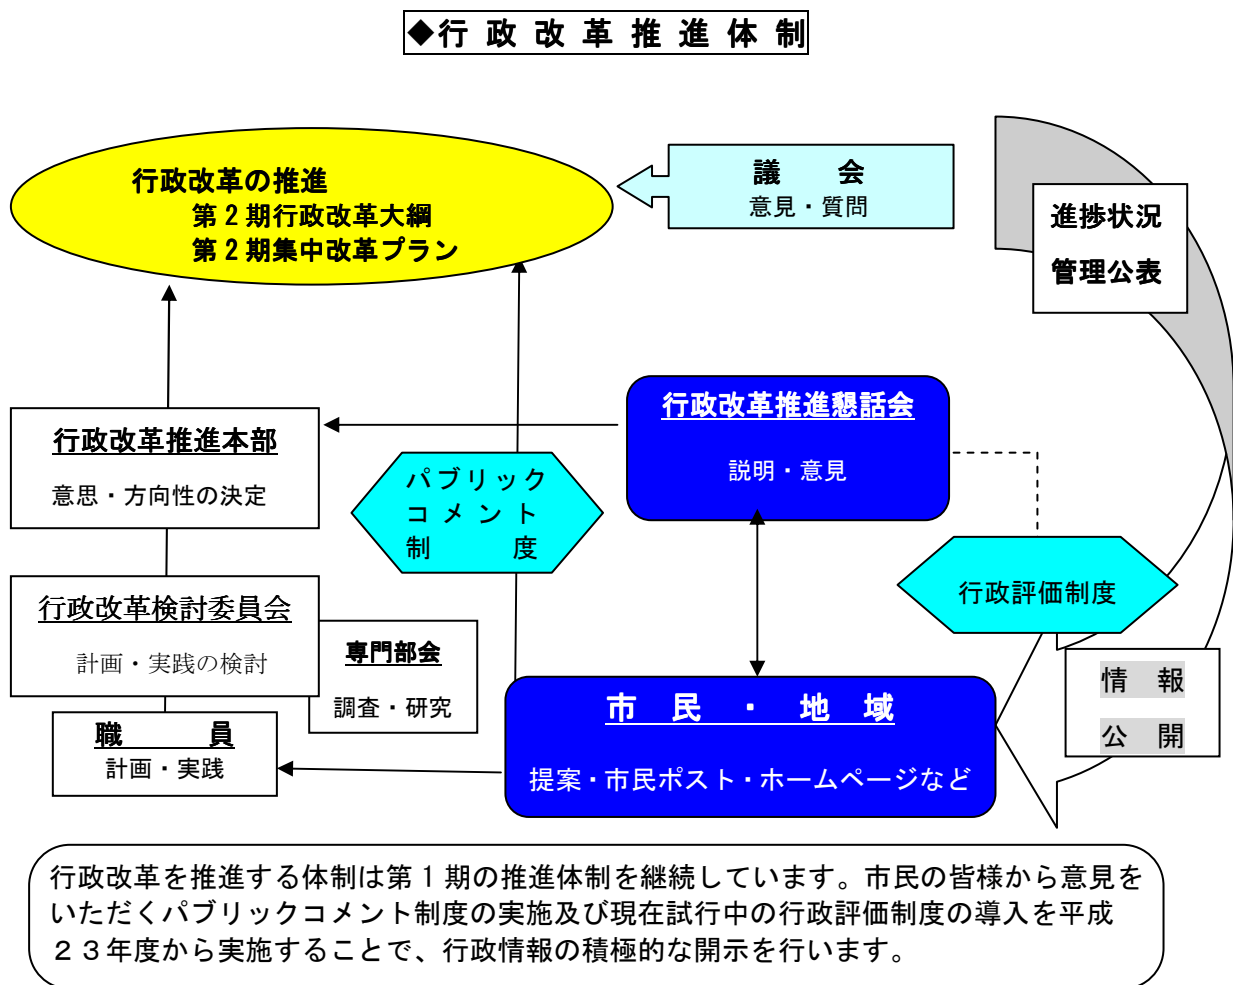 ◆行政改革推進体制
行政改革の推進
第2期行政改革大綱
第2期集中改革プラン
議　会
意見・質問
進捗状況
管理公表
行政改革推進懇話会
説明・意見
行政改革推進本部
意思・方向性の決定
パブリック
コメント
制　度
行政評価制度
行政改革検討委員会
計画・実践の検討
専門部会
調査・研究
職　員
計画・実践
市民・地域
提案・市民ポスト・ホームページなど
情　報
公　開
行政改革を推進する体制は第1期の推進体制を継続しています。市民の皆様から意見を
いただくパブリックコメント制度の実施及び現在試行中の行政評価制度の導入を平成
２３年度から実施することで、行政情報の積極的な開示を行います。